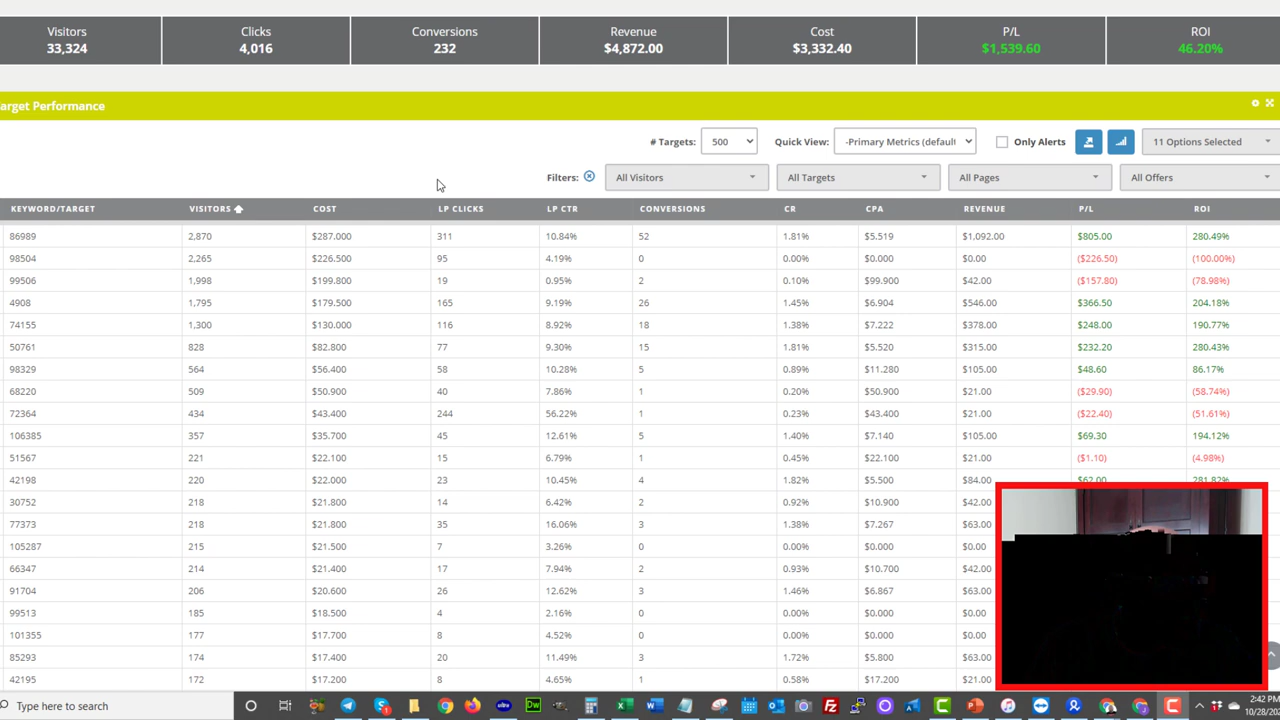 Visitors Clicks Conversions Revenue Cost P/L ROI
33,324 4,016 232 $4,872.00 $3,332.40 $1,539.60 46.20%
arget Performance
# Targets: 500 Quick View: -Primary Metrics (default Only Alerts 11 Options Selected
Filters: All Visitors All Targets All Pages All Offers
KEYWORD/TARGET VISITORS COST LP CLICKS LP CTR CONVERSIONS CR CPA REVENUE P/L ROI
86989 2,870 $287.000 311 10.84% 52 1.81% $5.519 $1,092.00 $805.00 280.49%
98504 2,265 $226.500 95 4.19% 0 0.00% $0.000 $0.00 ($226.50) (100.00%)
99506 1,998 $199.800 19 0.95% 2 0.10% $99.900 $42.00 ($157.80) (78.98%)
4908 1,795 $179.500 165 9.19% 26 1.45% $6.904 $546.00 $366.50 204.18%
74155 1,300 $130.000 116 8.92% 18 1.38% $7.222 $378.00 $248.00 190.77%
50761 828 $82.800 77 9.30% 15 1.81% $5.520 $315.00 $232.20 280.43%
98329 564 $56.400 58 10.28% 5 0.89% $11.280 $105.00 $48.60 86.17%
68220 509 $50.900 40 7.86% 1 0.20% $50.900 $21.00 ($29.90) (58.74%)
72364 434 $43.400 244 56.22% 1 0.23% $43.400 $21.00 ($22.40) (51.61%)
106385 357 $35.700 45 12.61% 5 1.40% $7.140 $105.00 $69.30 194.12%
51567 221 $22.100 15 6.79% 1 0.45% $22.100 $21.00 ($1.10) (4.98%)
42198 220 $22.000 23 10.45% 4 1.82% $5.500 $84.00 $62.00 281.82%
30752 218 $21.800 14 6.42% 2 0.92% $10.900 $42.00
77373 218 $21.800 35 16.06% 3 1.38% $7.267 $63.00
105287 215 $21.500 7 3.26% 0 0.00% $0.000 $0.00
66347 214 $21.400 17 7.94% 2 0.93% $10.700 $42.00
91704 206 $20.600 26 12.62% 3 1.46% $6.867 $63.00
99513 185 $18.500 4 2.16% 0 0.00% $0.000 $0.00
101355 177 $17.700 8 4.52% 0 0.00% $0.000 $0.00
85293 174 $17.400 20 11.49% 3 1.72% $5.800 $63.00
42195 172 $17.200 8 4.65% 1 0.58% $17.200 $21.00
Type here to search
2:42 PM
10/28/20